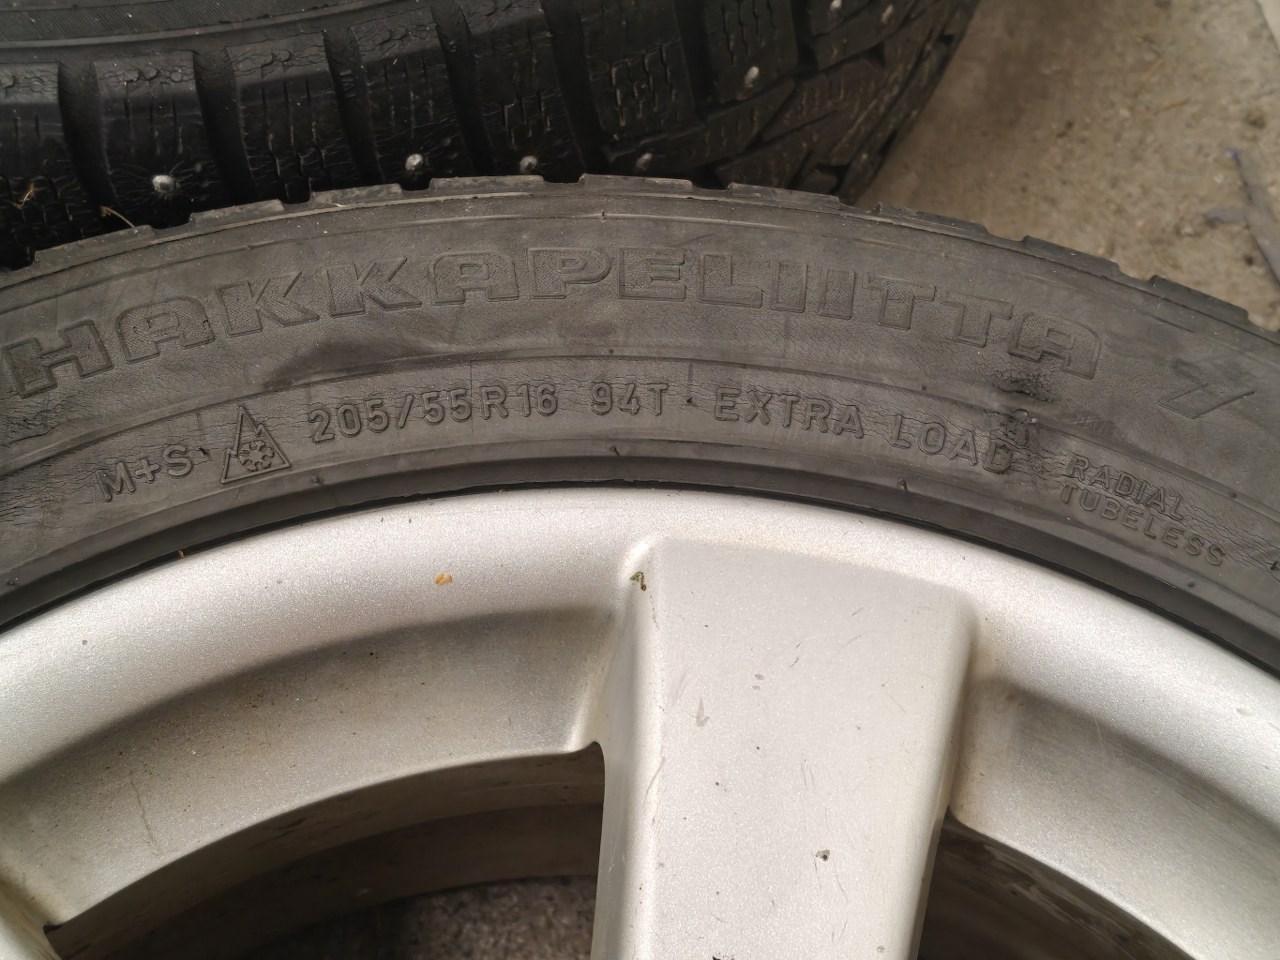 HAKKAPELIITTA 7
M+S 205/55R16 94T · EXTRA LOAD
RADIAL
TUBELESS